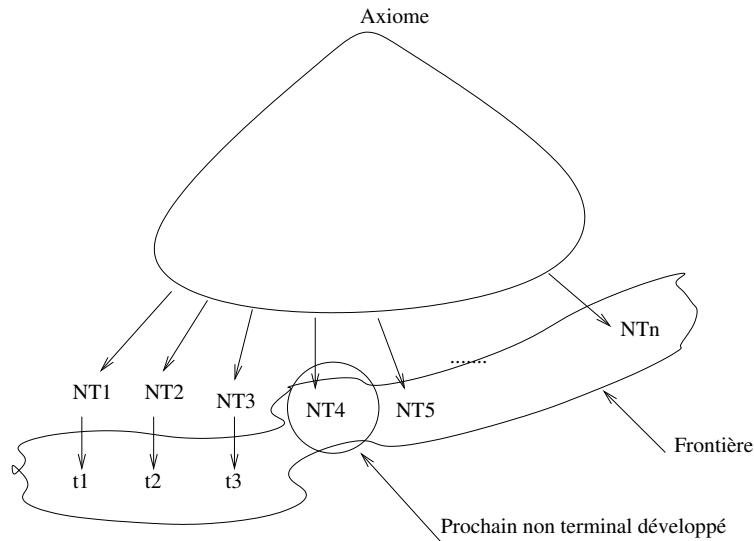 Axiome
NTn
.......
NT1 NT2 NT3 NT4 NT5
Frontière
t1 t2 t3
Prochain non terminal développé